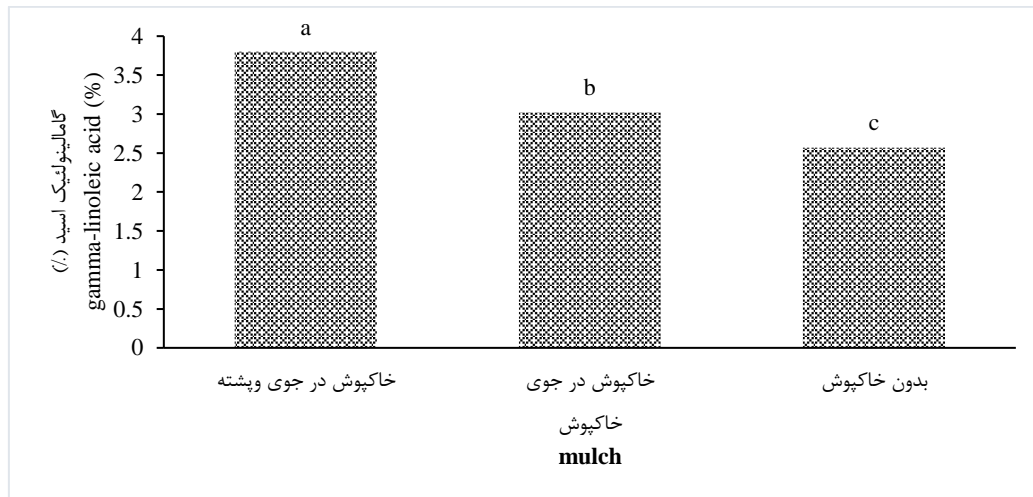 a
b
c
4
3.5
3
2.5
2
1.5
1
0.5
0
گامالینولئیک اسید (٪)
gamma-linoleic acid (%)
خاکپوش در جوی وپشته
خاکپوش در جوی
بدون خاکپوش
خاکپوش
mulch